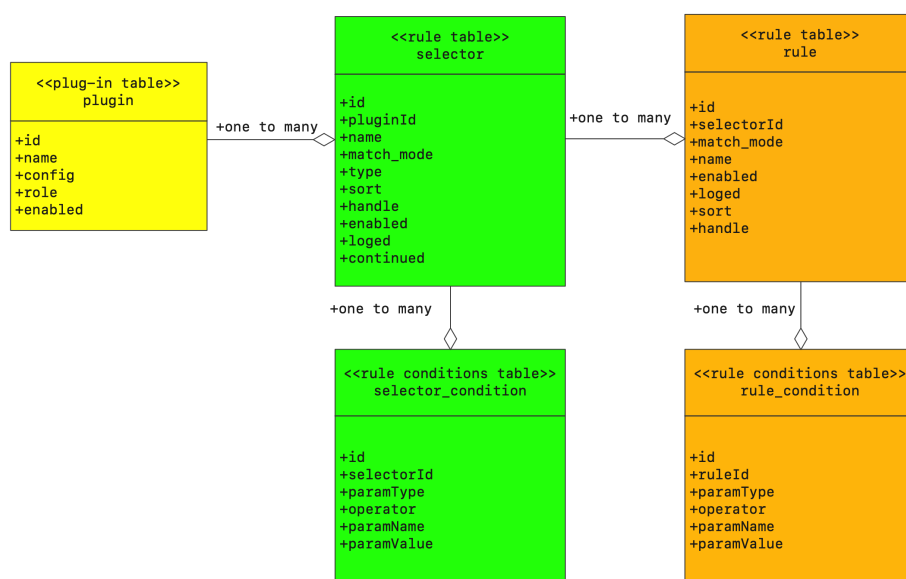 <<plug-in table>>
plugin
+id
+name
+config
+role
+enabled
+one to many
<<rule table>>
selector
+id
+pluginId
+name
+match_mode
+type
+sort
+handle
+enabled
+loged
+continued
+one to many
<<rule table>>
rule
+id
+selectorId
+match_mode
+name
+enabled
+loged
+sort
+handle
+one to many
<<rule conditions table>>
selector_condition
+id
+selectorId
+paramType
+operator
+paramName
+paramValue
+one to many
<<rule conditions table>>
rule_condition
+id
+ruleId
+paramType
+operator
+paramName
+paramValue